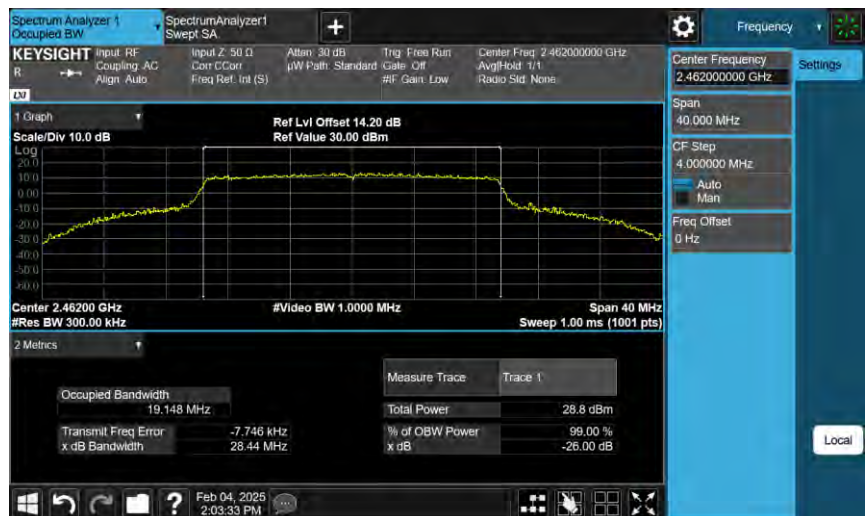 Spectrum Analyzer 1
Occupied BW
SpectrumAnalyzer1
Swept SA
+
Frequency
KEYSIGHT
R
LXI
Input: RF
Coupling: AC
Align: Auto
Input Z: 50 Ω
Corr CCorr
Freq Ref: Int (S)
Atten: 30 dB
µW Path: Standard
Trig: Free Run
Gate: Off
#IF Gain: Low
Center Freq: 2.462000000 GHz
Avg|Hold: 1/1
Radio Std: None
Center Frequency
2.462000000 GHz
Settings
Span
40.000 MHz
CF Step
4.000000 MHz
Auto
Man
Freq Offset
0 Hz
1 Graph
Scale/Div 10.0 dB
Ref Lvl Offset 14.20 dB
Ref Value 30.00 dBm
Log
20.0
10.0
0.00
-10.0
-20.0
-30.0
-40.0
-50.0
-60.0
Center 2.46200 GHz
#Res BW 300.00 kHz
#Video BW 1.0000 MHz
Span 40 MHz
Sweep 1.00 ms (1001 pts)
2 Metrics
Measure Trace Trace 1
Occupied Bandwidth
19.148 MHz
Total Power 28.8 dBm
Transmit Freq Error -7.746 kHz
% of OBW Power 99.00 %
x dB Bandwidth 28.44 MHz
x dB -26.00 dB
Local
?
Feb 04, 2025
2:03:33 PM